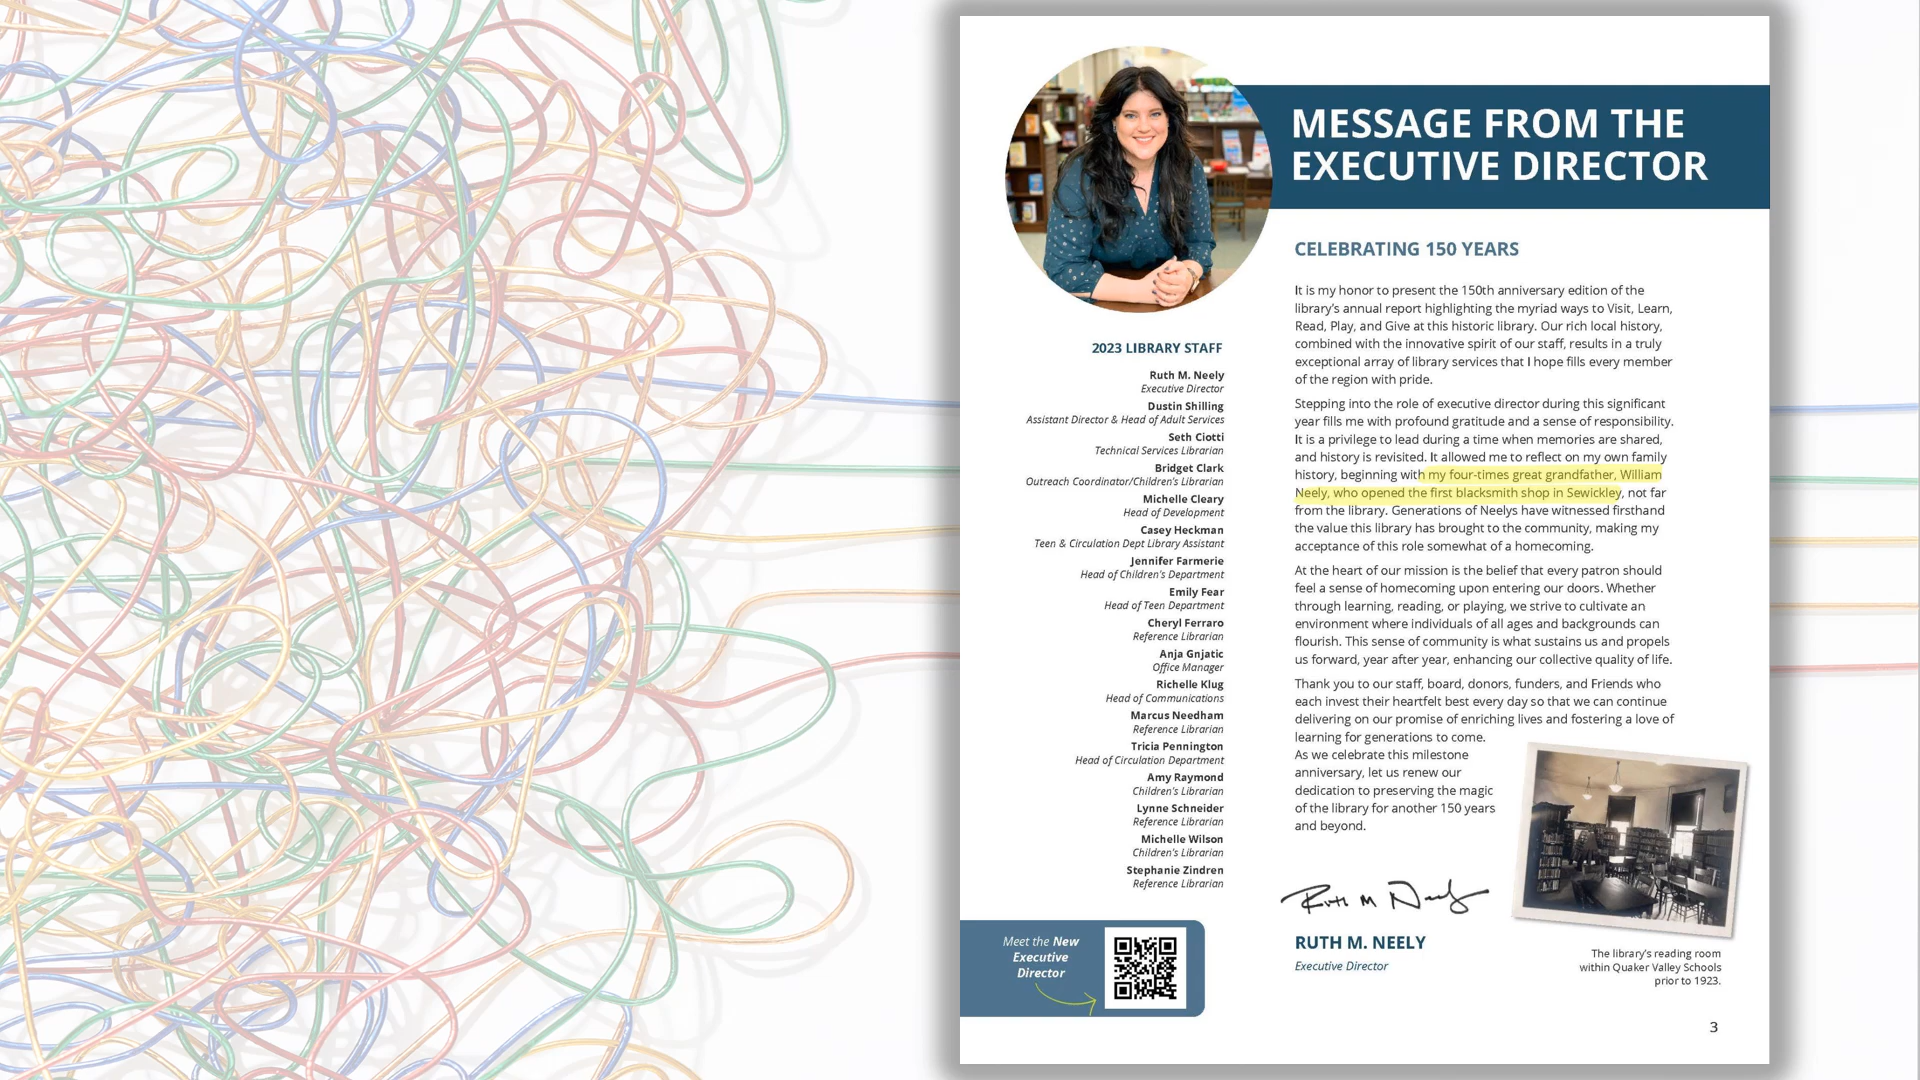 MESSAGE FROM THE
EXECUTIVE DIRECTOR
2023 LIBRARY STAFF
Ruth M. Neely
Executive Director
Dustin Shilling
Assistant Director & Head of Adult Services
Seth Ciotti
Technical Services Librarian
Bridget Clark
Outreach Coordinator/Children's Librarian
Michelle Cleary
Head of Development
Casey Heckman
Teen & Circulation Dept Library Assistant
Jennifer Farmerie
Head of Children's Department
Emily Fear
Head of Teen Department
Cheryl Ferraro
Reference Librarian
Anja Gnjatic
Office Manager
Richelle Klug
Head of Communications
Marcus Needham
Reference Librarian
Tricia Pennington
Head of Circulation Department
Amy Raymond
Children's Librarian
Lynne Schneider
Reference Librarian
Michelle Wilson
Children's Librarian
Stephanie Zindren
Reference Librarian
Meet the New
Executive
Director
CELEBRATING 150 YEARS
It is my honor to present the 150th anniversary edition of the
library's annual report highlighting the myriad ways to Visit, Learn,
Read, Play, and Give at this historic library. Our rich local history,
combined with the innovative spirit of our staff, results in a truly
exceptional array of library services that I hope fills every member
of the region with pride.
Stepping into the role of executive director during this significant
year fills me with profound gratitude and a sense of responsibility.
It is a privilege to lead during a time when memories are shared,
and history is revisited. It allowed me to reflect on my own family
history, beginning with my four-times great grandfather, William
Neely, who opened the first blacksmith shop in Sewickley, not far
from the library. Generations of Neelys have witnessed firsthand
the value this library has brought to the community, making my
acceptance of this role somewhat of a homecoming.
At the heart of our mission is the belief that every patron should
feel a sense of homecoming upon entering our doors. Whether
through learning, reading, or playing, we strive to cultivate an
environment where individuals of all ages and backgrounds can
flourish. This sense of community is what sustains us and propels
us forward, year after year, enhancing our collective quality of life.
Thank you to our staff, board, donors, funders, and Friends who
each invest their heartfelt best every day so that we can continue
delivering on our promise of enriching lives and fostering a love of
learning for generations to come.
As we celebrate this milestone
anniversary, let us renew our
dedication to preserving the magic
of the library for another 150 years
and beyond.
Ruth M Neely
RUTH M. NEELY
Executive Director
The library's reading room
within Quaker Valley Schools
prior to 1923.
3